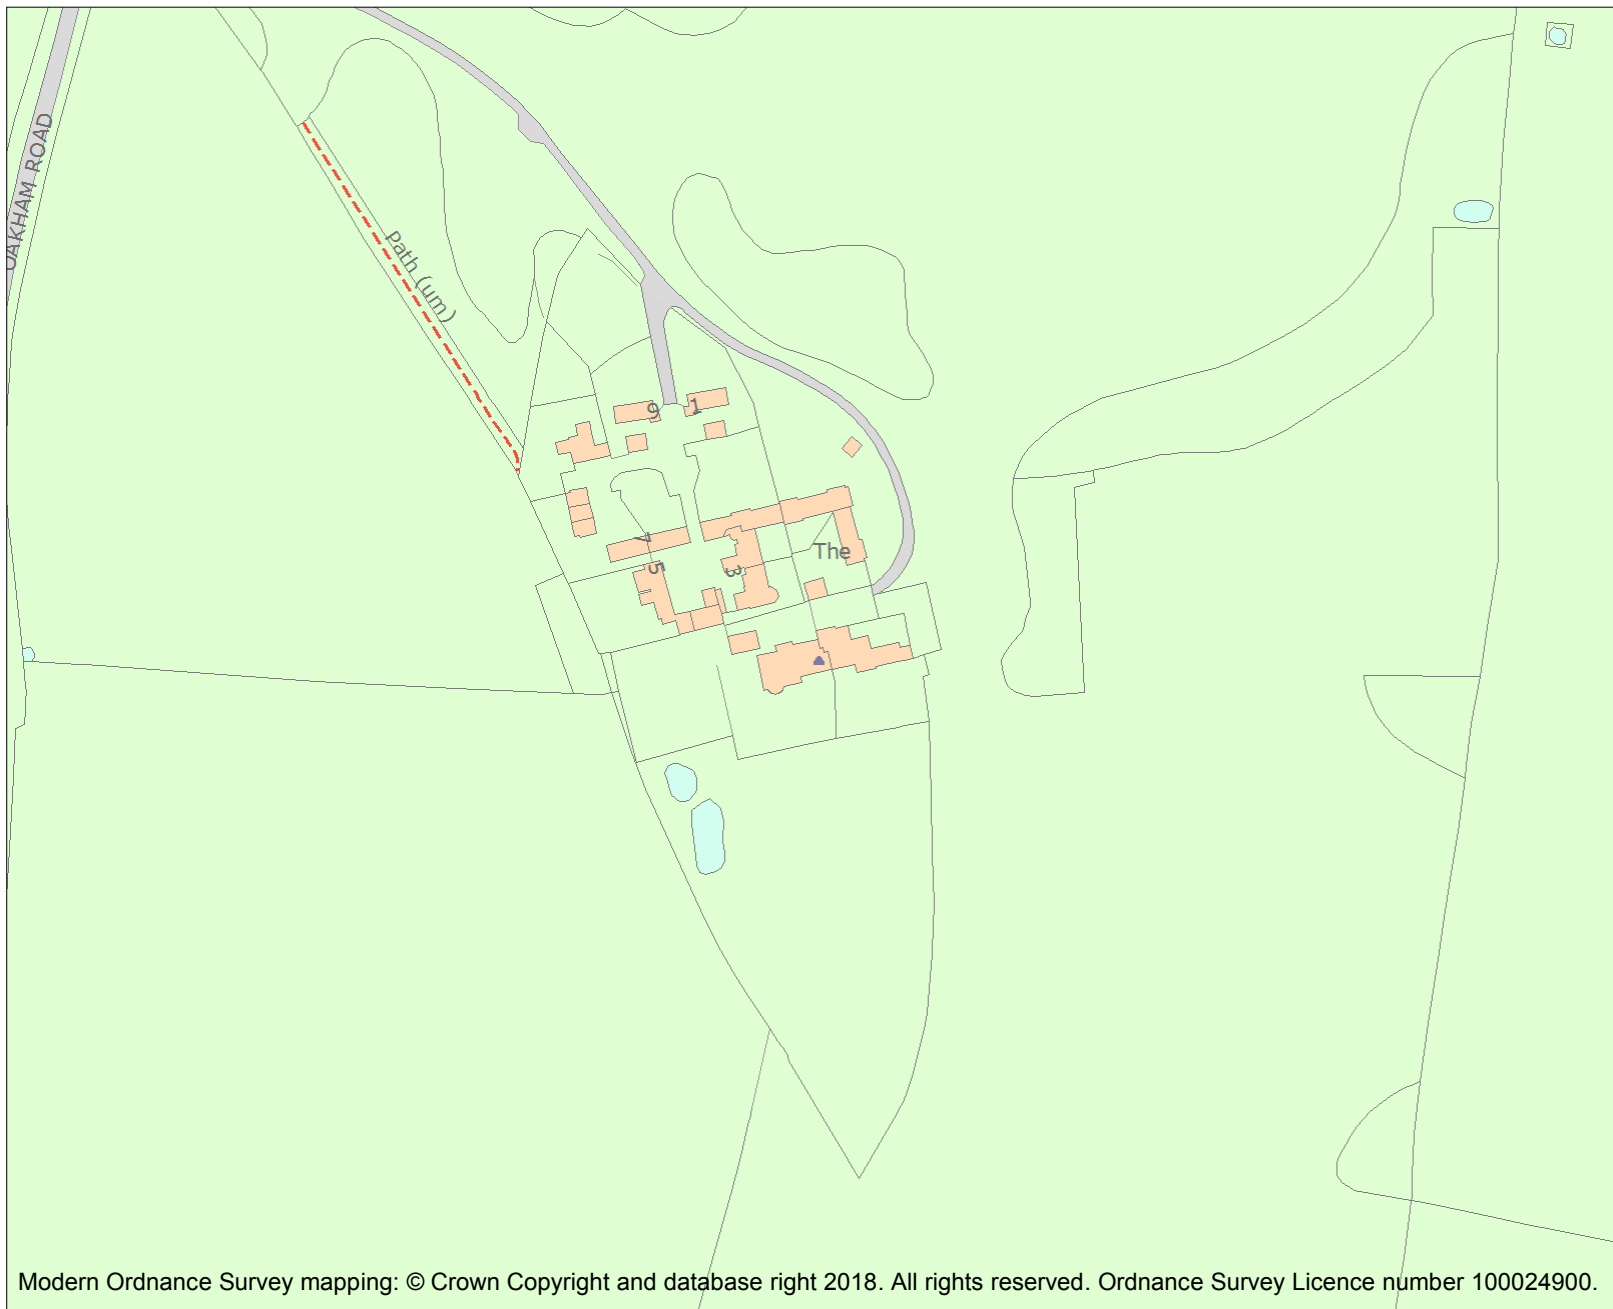 OAKHAM ROAD
Path (um)
9
1
7
5
3
The
Modern Ordnance Survey mapping: © Crown Copyright and database right 2018. All rights reserved. Ordnance Survey Licence number 100024900.